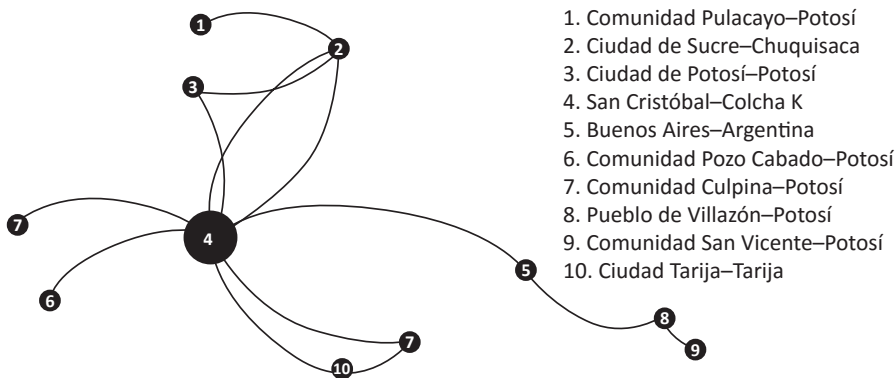 1
2
3
4
5
6
7
7
8
9
10
1. Comunidad Pulacayo–Potosí
2. Ciudad de Sucre–Chuquisaca
3. Ciudad de Potosí–Potosí
4. San Cristóbal–Colcha K
5. Buenos Aires–Argentina
6. Comunidad Pozo Cabado–Potosí
7. Comunidad Culpina–Potosí
8. Pueblo de Villazón–Potosí
9. Comunidad San Vicente–Potosí
10. Ciudad Tarija–Tarija